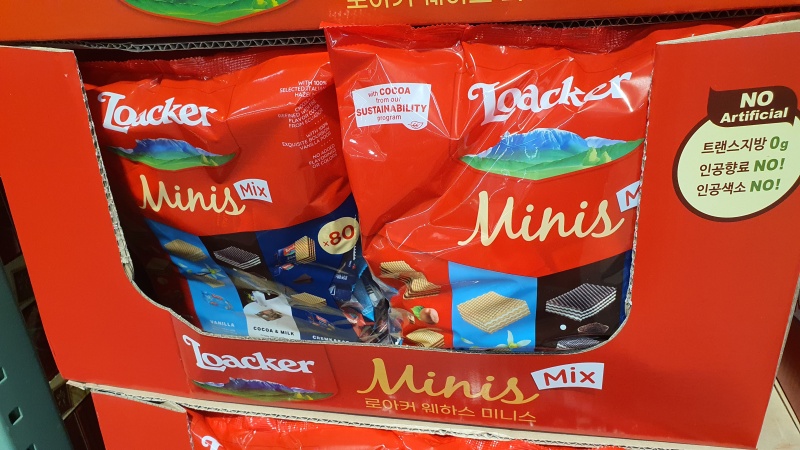 로아커 웨하스 미니스
WITH 100%
SELECTED ITALIAN
HAZELNUTS
Loacker
Minis
Mix
x80
VANILLA
COCOA & MILK
with COCOA
from our
SUSTAINABILITY
program
Loacker
Minis
NO
Artificial
트랜스지방 0g
인공향료 NO!
인공색소 NO!
Loacker
Minis Mix
로아커 웨하스 미니스